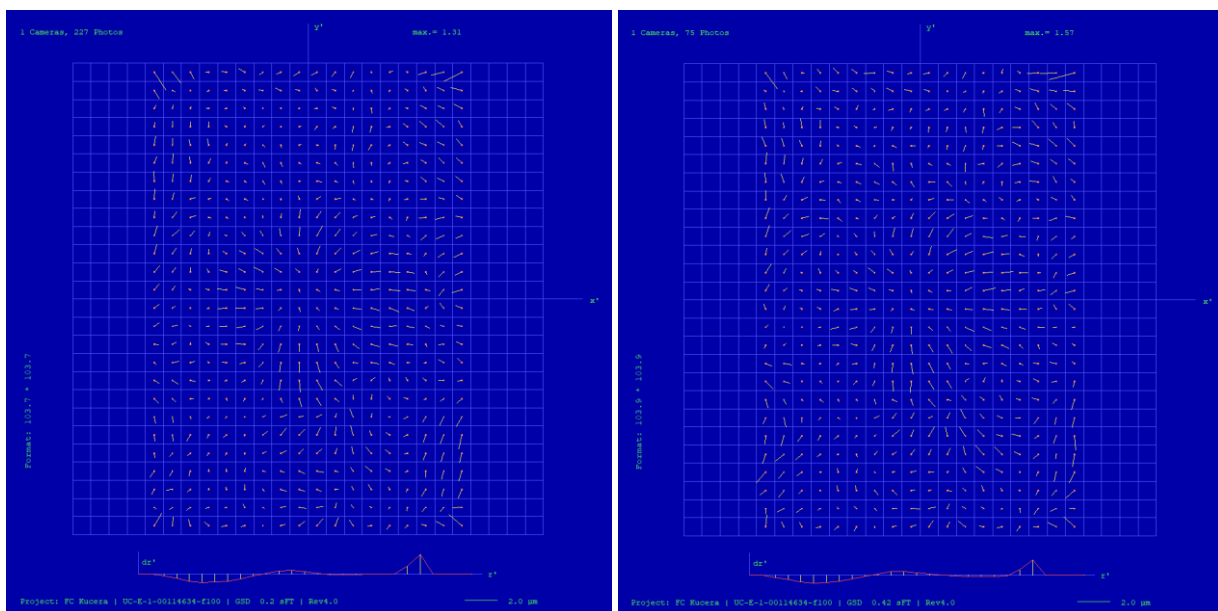 1 Cameras, 227 Photos
y'
max.= 1.31
x'
Format: 103.7 * 103.7
dr'
r'
Project: FC Kucera | UC-E-1-00114634-f100 | GSD 0.2 sFT | Rev4.0
2.0 µm
1 Cameras, 75 Photos
y'
max.= 1.57
x'
Format: 103.9 * 103.9
dr'
r'
Project: FC Kucera | UC-E-1-00114634-f100 | GSD 0.42 sFT | Rev4.0
2.0 µm